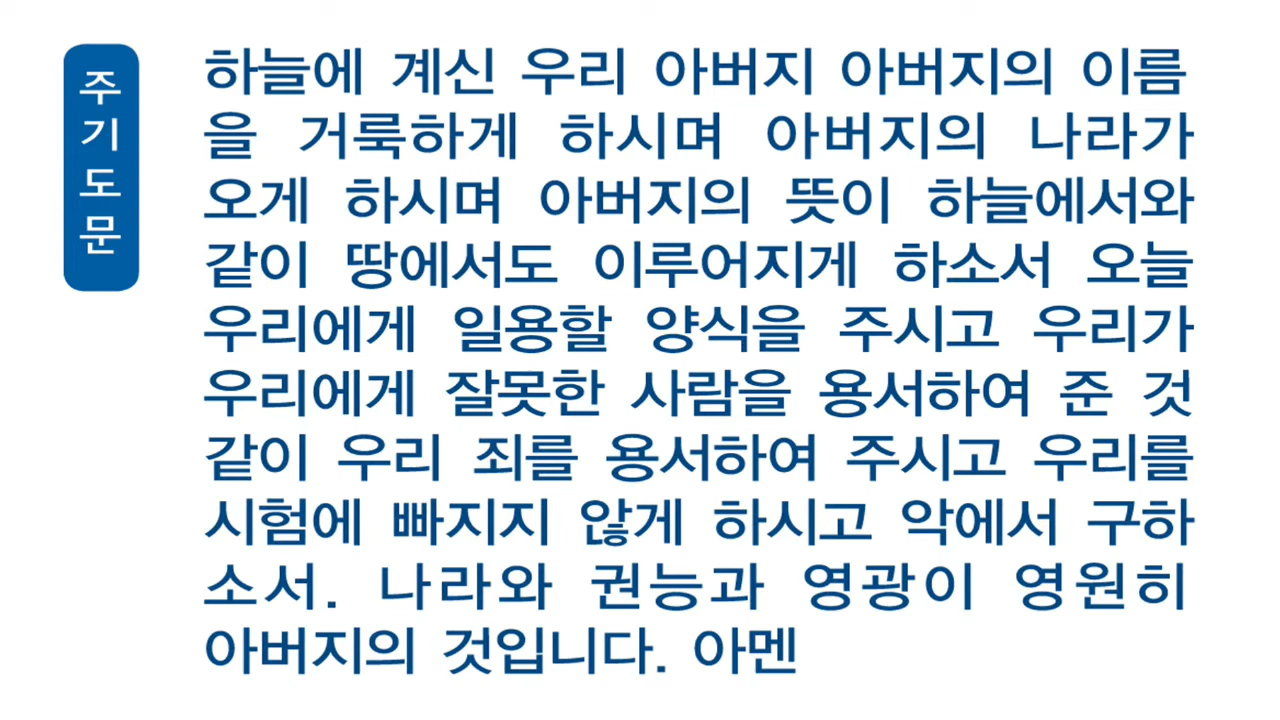 주기도문
하늘에 계신 우리 아버지 아버지의 이름
을 거룩하게 하시며 아버지의 나라가
오게 하시며 아버지의 뜻이 하늘에서와
같이 땅에서도 이루어지게 하소서 오늘
우리에게 일용할 양식을 주시고 우리가
우리에게 잘못한 사람을 용서하여 준 것
같이 우리 죄를 용서하여 주시고 우리를
시험에 빠지지 않게 하시고 악에서 구하
소서. 나라와 권능과 영광이 영원히
아버지의 것입니다. 아멘